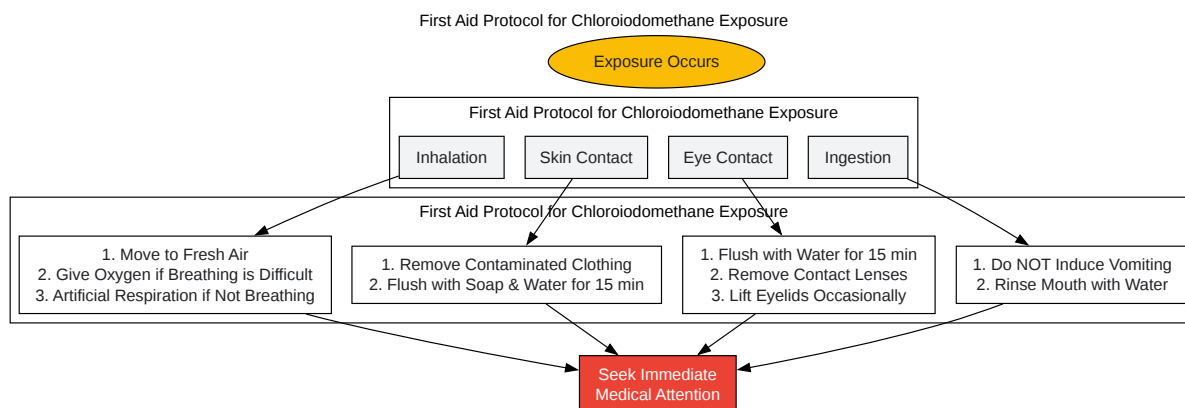 First Aid Protocol for Chloroiodomethane Exposure
Exposure Occurs
First Aid Protocol for Chloroiodomethane Exposure
Inhalation
Skin Contact
Eye Contact
Ingestion
First Aid Protocol for Chloroiodomethane Exposure
1. Move to Fresh Air
2. Give Oxygen if Breathing is Difficult
3. Artificial Respiration if Not Breathing
1. Remove Contaminated Clothing
2. Flush with Soap & Water for 15 min
1. Flush with Water for 15 min
2. Remove Contact Lenses
3. Lift Eyelids Occasionally
1. Do NOT Induce Vomiting
2. Rinse Mouth with Water
Seek Immediate
Medical Attention